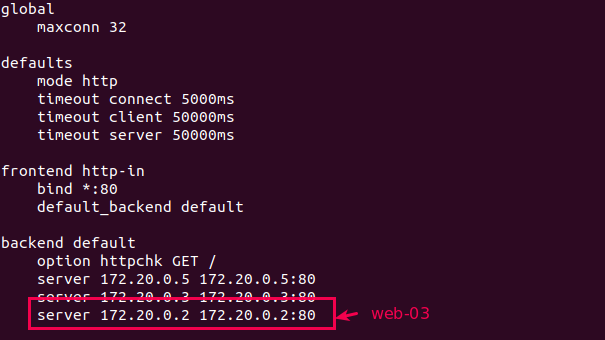 global
    maxconn 32

defaults
    mode http
    timeout connect 5000ms
    timeout client 50000ms
    timeout server 50000ms

frontend http-in
    bind *:80
    default_backend default

backend default
    option httpchk GET /
    server 172.20.0.5 172.20.0.5:80
    server 172.20.0.3 172.20.0.3:80
    server 172.20.0.2 172.20.0.2:80
web-03